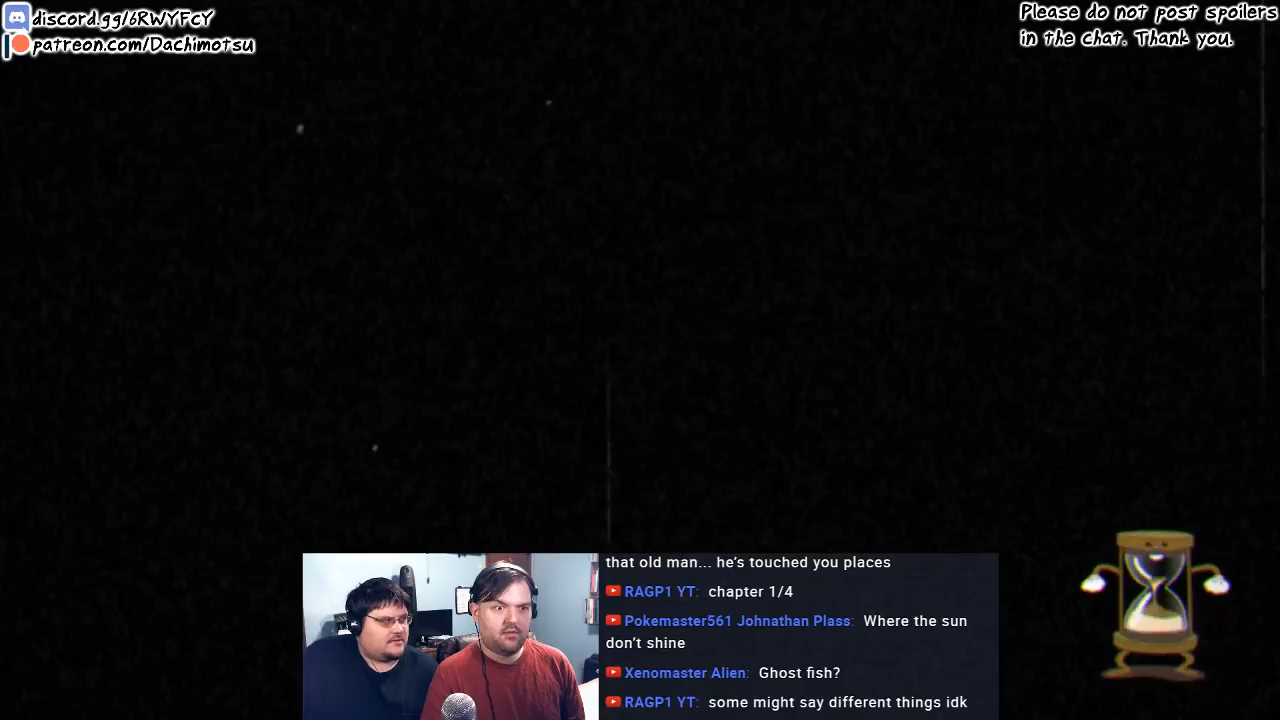 discord.gg/6RWYFcY
patreon.com/Dachimotsu
Please do not post spoilers
in the chat. Thank you.
that old man... he's touched you places
RAGP1 YT: chapter 1/4
Pokemaster561 Johnathan Plass: Where the sun
don't shine
Xenomaster Alien: Ghost fish?
RAGP1 YT: some might say different things idk